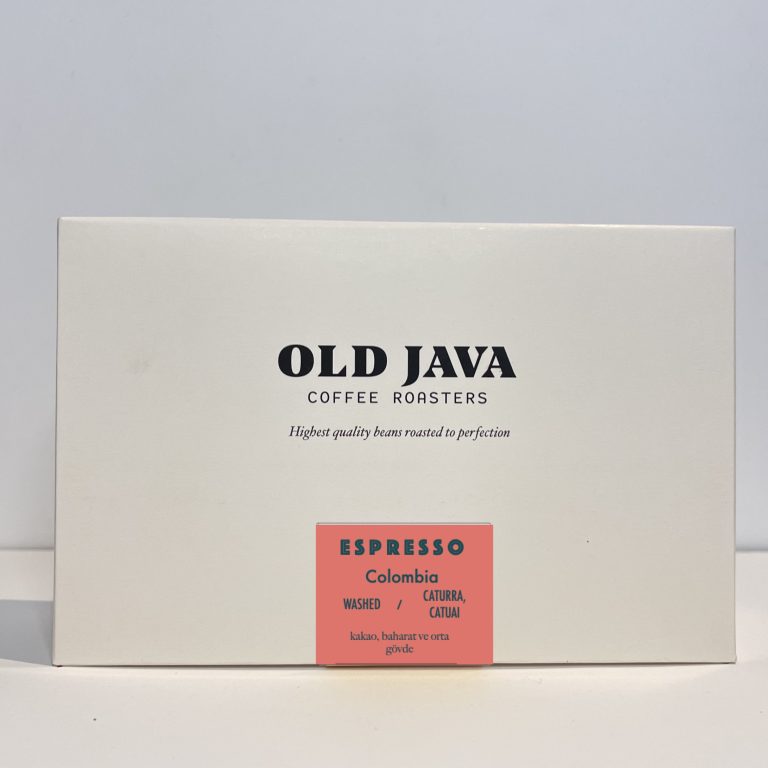 OLD JAVA
COFFEE ROASTERS
Highest quality beans roasted to perfection
ESPRESSO
Colombia
WASHED / CATURRA,
CATUAI
kakao, baharat ve orta
gövde